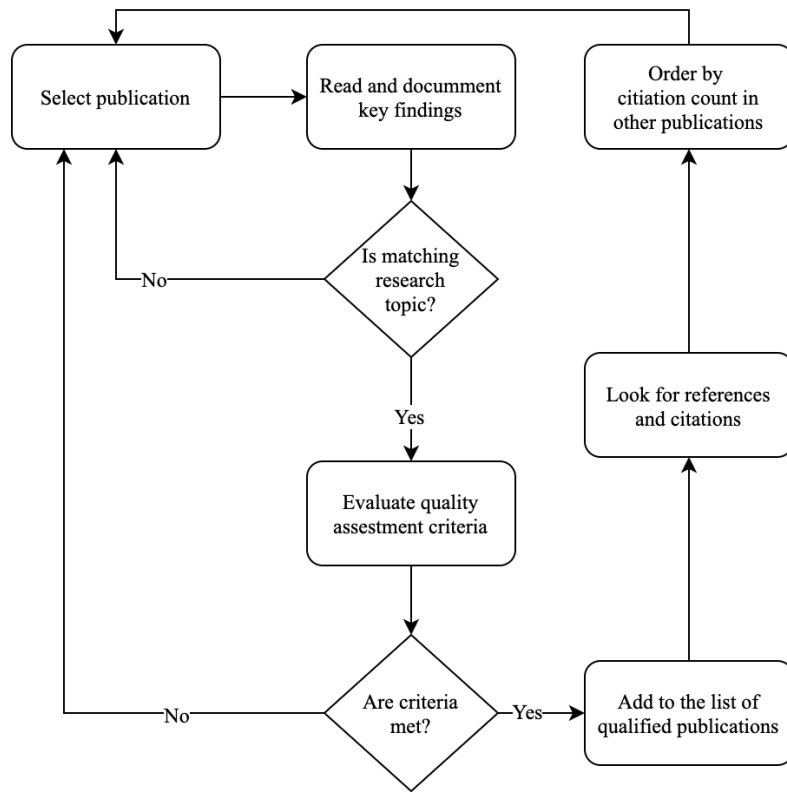 Select publication
Read and documment
key findings
Order by
citiation count in
other publications
Is matching
research
topic?
No
Look for references
and citations
Yes
Evaluate quality
assestment criteria
Are criteria
met?
No
Yes
Add to the list of
qualified publications